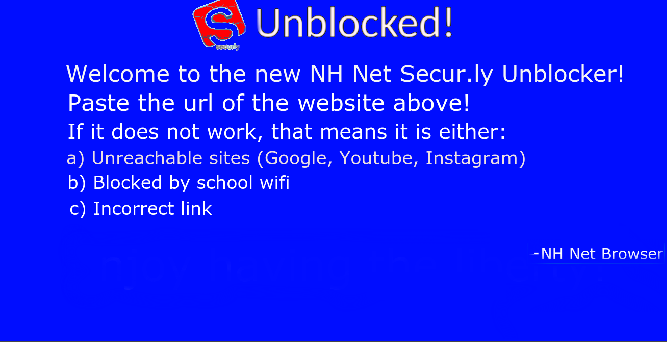 Unblocked!
Welcome to the new NH Net Secur.ly Unblocker!
Paste the url of the website above!
If it does not work, that means it is either:
a) Unreachable sites (Google, Youtube, Instagram)
b) Blocked by school wifi
c) Incorrect link
-NH Net Browser